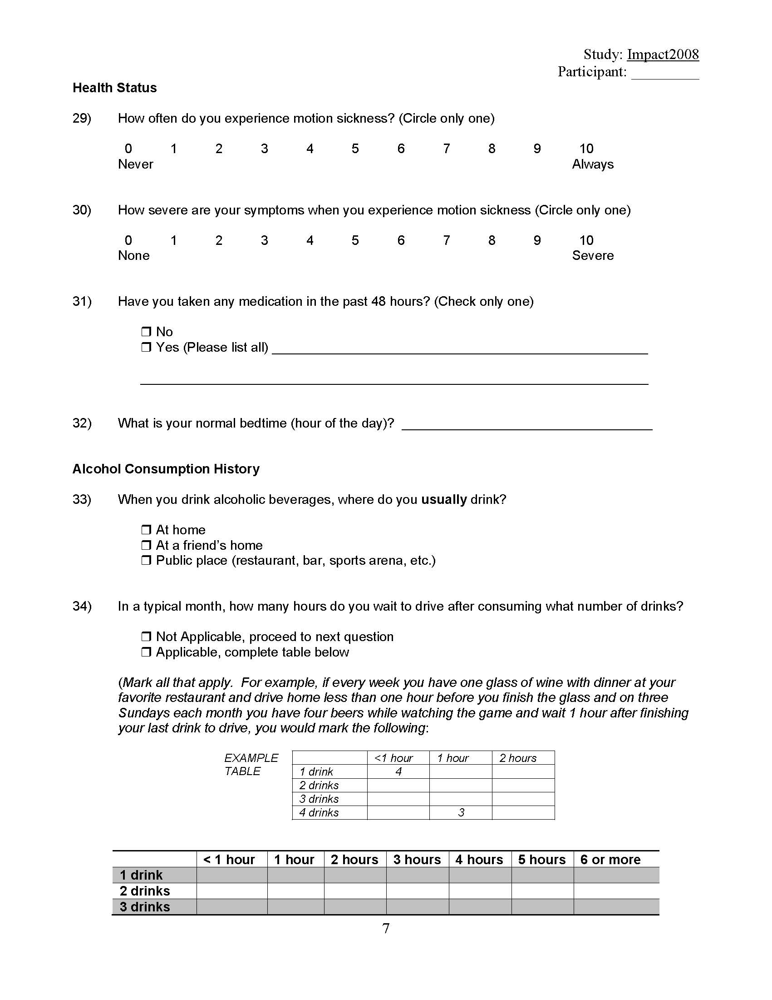 Study: Impact2008
Participant: _________
Health Status
29) How often do you experience motion sickness? (Circle only one)
0 1 2 3 4 5 6 7 8 9 10
Never Always
30) How severe are your symptoms when you experience motion sickness (Circle only one)
0 1 2 3 4 5 6 7 8 9 10
None Severe
31) Have you taken any medication in the past 48 hours? (Check only one)
❒ No
❒ Yes (Please list all) ____________________
____________________
32) What is your normal bedtime (hour of the day)? ____________________
Alcohol Consumption History
33) When you drink alcoholic beverages, where do you usually drink?
❒ At home
❒ At a friend’s home
❒ Public place (restaurant, bar, sports arena, etc.)
34) In a typical month, how many hours do you wait to drive after consuming what number of drinks?
❒ Not Applicable, proceed to next question
❒ Applicable, complete table below
(Mark all that apply. For example, if every week you have one glass of wine with dinner at your
favorite restaurant and drive home less than one hour before you finish the glass and on three
Sundays each month you have four beers while watching the game and wait 1 hour after finishing
your last drink to drive, you would mark the following:
EXAMPLE <1 hour 1 hour 2 hours
TABLE 1 drink 4
2 drinks
3 drinks
4 drinks 3
< 1 hour 1 hour 2 hours 3 hours 4 hours 5 hours 6 or more
1 drink
2 drinks
3 drinks
7